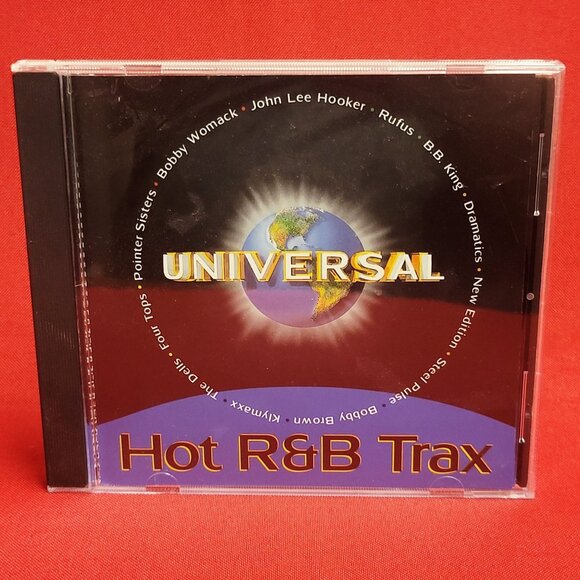 Bobby Womack • John Lee Hooker • Rufus • B.B. King • Dramatics • New Edition • Steel Pulse • Bobby Brown • Klymaxx • The Dells • Four Tops • Pointer Sisters •
UNIVERSAL
Hot R&B Trax